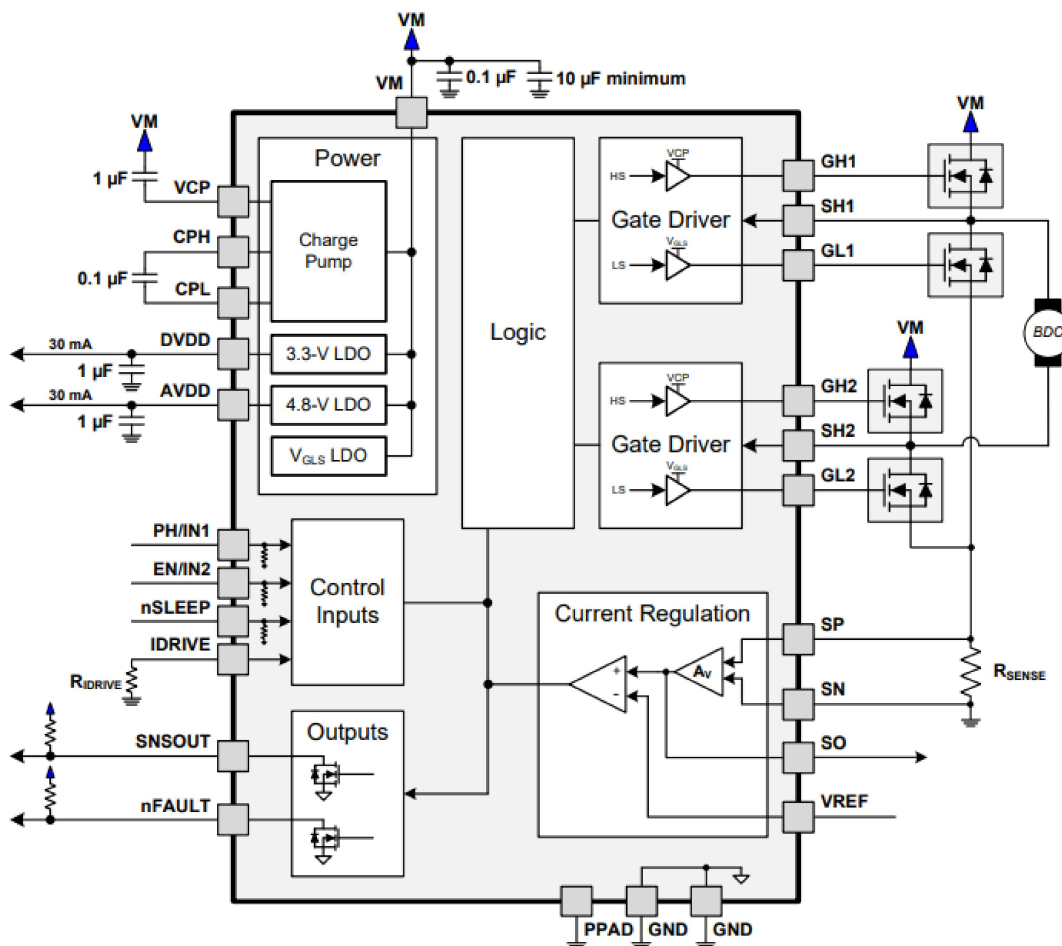 VM
VM
0.1 µF
10 µF minimum
VM
1 µF
VCP
CPH
0.1 µF
CPL
30 mA
DVDD
1 µF
30 mA
AVDD
1 µF
Power
Charge
Pump
3.3-V LDO
4.8-V LDO
VGLS LDO
Logic
VCP
HS
Gate Driver
VGLS
LS
VCP
HS
Gate Driver
VGLS
LS
GH1
SH1
GL1
VM
BDC
VM
GH2
SH2
GL2
PH/IN1
EN/IN2
nSLEEP
IDRIVE
RIDRIVE
Control
Inputs
SNSOUT
nFAULT
Outputs
Current Regulation
+
-
AV
SP
SN
RSENSE
SO
VREF
PPAD
GND
GND